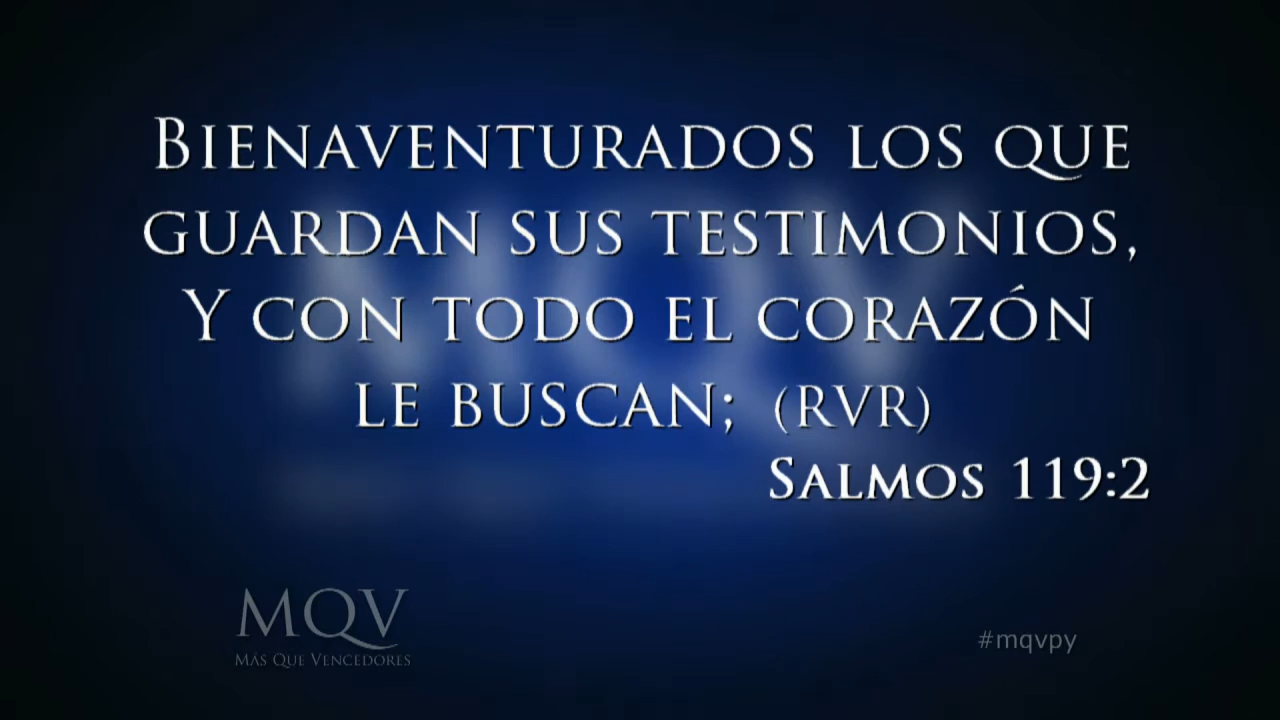 Bienaventurados los que
guardan sus testimonios,
Y con todo el corazón
le buscan; (RVR)
Salmos 119:2
MQV
Más Que Vencedores
#mqvpy